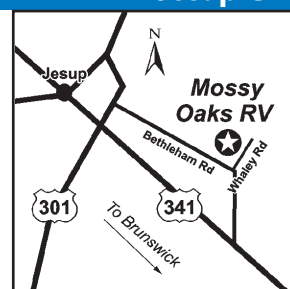 N
Jesup
Mossy
Oaks RV
Bethleham Rd
Whaley Rd
301
341
To Brunswick